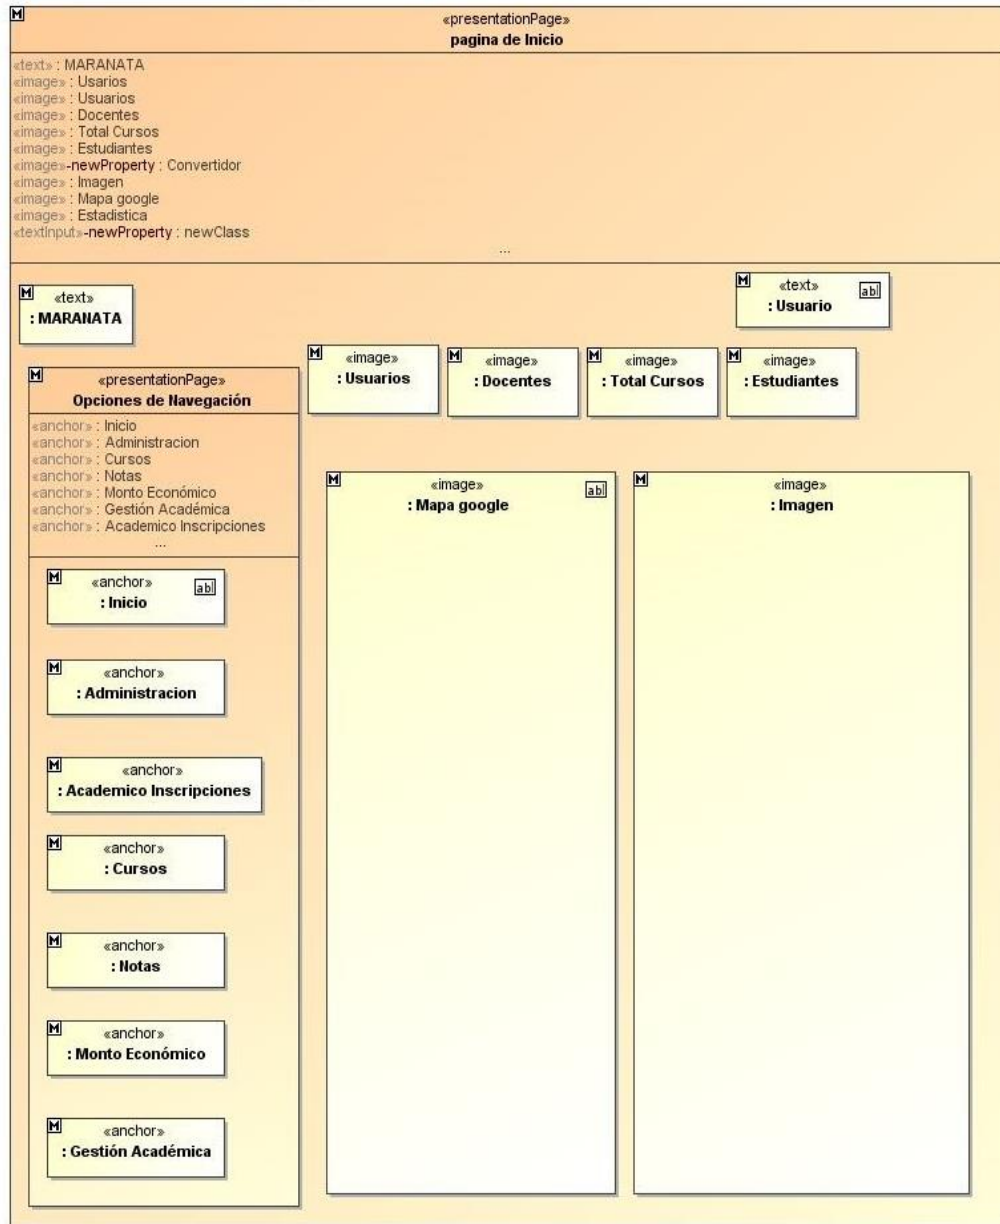 M
«presentationPage»
pagina de Inicio
«text» : MARANATA
«image» : Usarios
«image» : Usuarios
«image» : Docentes
«image» : Total Cursos
«image» : Estudiantes
«image»-newProperty : Convertidor
«image» : Imagen
«image» : Mapa google
«image» : Estadistica
«textInput»-newProperty : newClass
...
M
«text»
: MARANATA
M
«text»
abl
: Usuario
M
«image»
: Usuarios
M
«image»
: Docentes
M
«image»
: Total Cursos
M
«image»
: Estudiantes
M
«presentationPage»
Opciones de Navegación
«anchor» : Inicio
«anchor» : Administracion
«anchor» : Cursos
«anchor» : Notas
«anchor» : Monto Económico
«anchor» : Gestión Académica
«anchor» : Academico Inscripciones
...
M
«anchor»
abl
: Inicio
M
«anchor»
: Administracion
M
«anchor»
: Academico Inscripciones
M
«anchor»
: Cursos
M
«anchor»
: Notas
M
«anchor»
: Monto Económico
M
«anchor»
: Gestión Académica
M
«image»
abl
: Mapa google
M
«image»
: Imagen